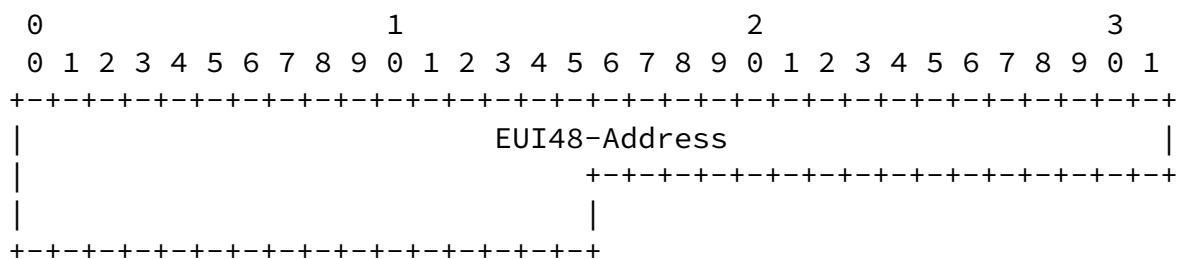 0                   1                   2                   3
 0 1 2 3 4 5 6 7 8 9 0 1 2 3 4 5 6 7 8 9 0 1 2 3 4 5 6 7 8 9 0 1
+-+-+-+-+-+-+-+-+-+-+-+-+-+-+-+-+-+-+-+-+-+-+-+-+-+-+-+-+-+-+-+-+
|                          EUI48-Address                        |
|                               +-+-+-+-+-+-+-+-+-+-+-+-+-+-+-+-+
|                               |
+-+-+-+-+-+-+-+-+-+-+-+-+-+-+-+-+